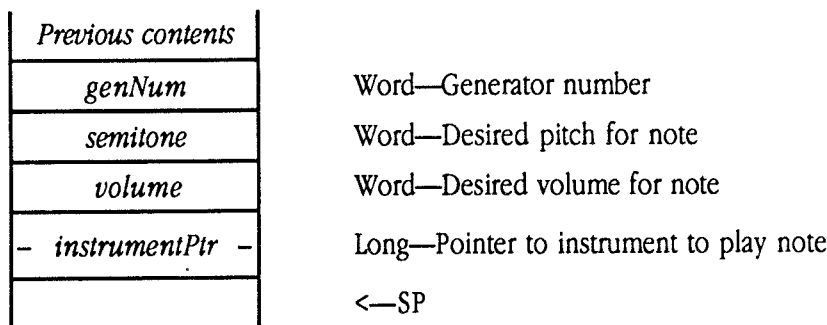 Previous contents
genNum Word—Generator number
semitone Word—Desired pitch for note
volume Word—Desired volume for note
– instrumentPtr – Long—Pointer to instrument to play note
<—SP